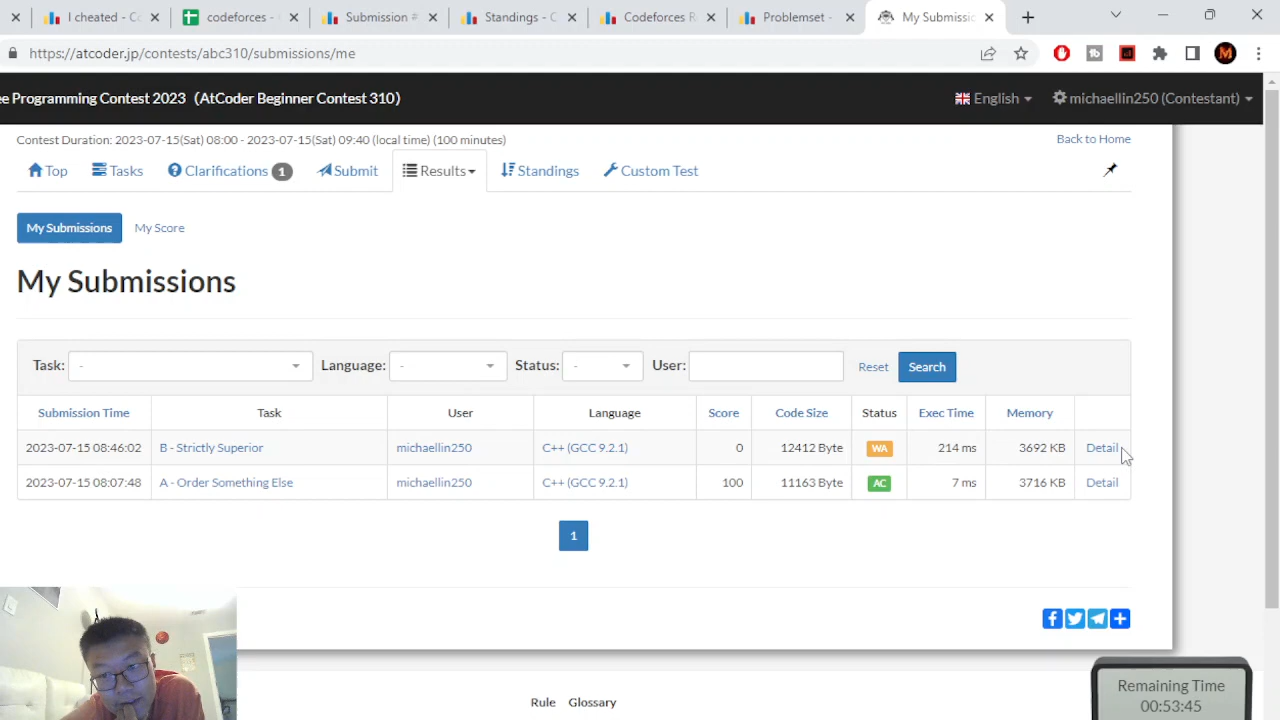 I cheated - Co
codeforces -
Submission #
Standings - C
Codeforces R
Problemset -
My Submissio
https://atcoder.jp/contests/abc310/submissions/me
M
e Programming Contest 2023 (AtCoder Beginner Contest 310)
English
michaellin250 (Contestant)
Contest Duration: 2023-07-15(Sat) 08:00 - 2023-07-15(Sat) 09:40 (local time) (100 minutes)
Back to Home
Top
Tasks
Clarifications 1
Submit
Results
Standings
Custom Test
My Submissions
My Score
My Submissions
Task: -
Language: -
Status: -
User:
Reset
Search
Submission Time Task User Language Score Code Size Status Exec Time Memory
2023-07-15 08:46:02 B - Strictly Superior michaellin250 C++ (GCC 9.2.1) 0 12412 Byte WA 214 ms 3692 KB Detail
2023-07-15 08:07:48 A - Order Something Else michaellin250 C++ (GCC 9.2.1) 100 11163 Byte AC 7 ms 3716 KB Detail
1
Rule Glossary
Remaining Time
00:53:45